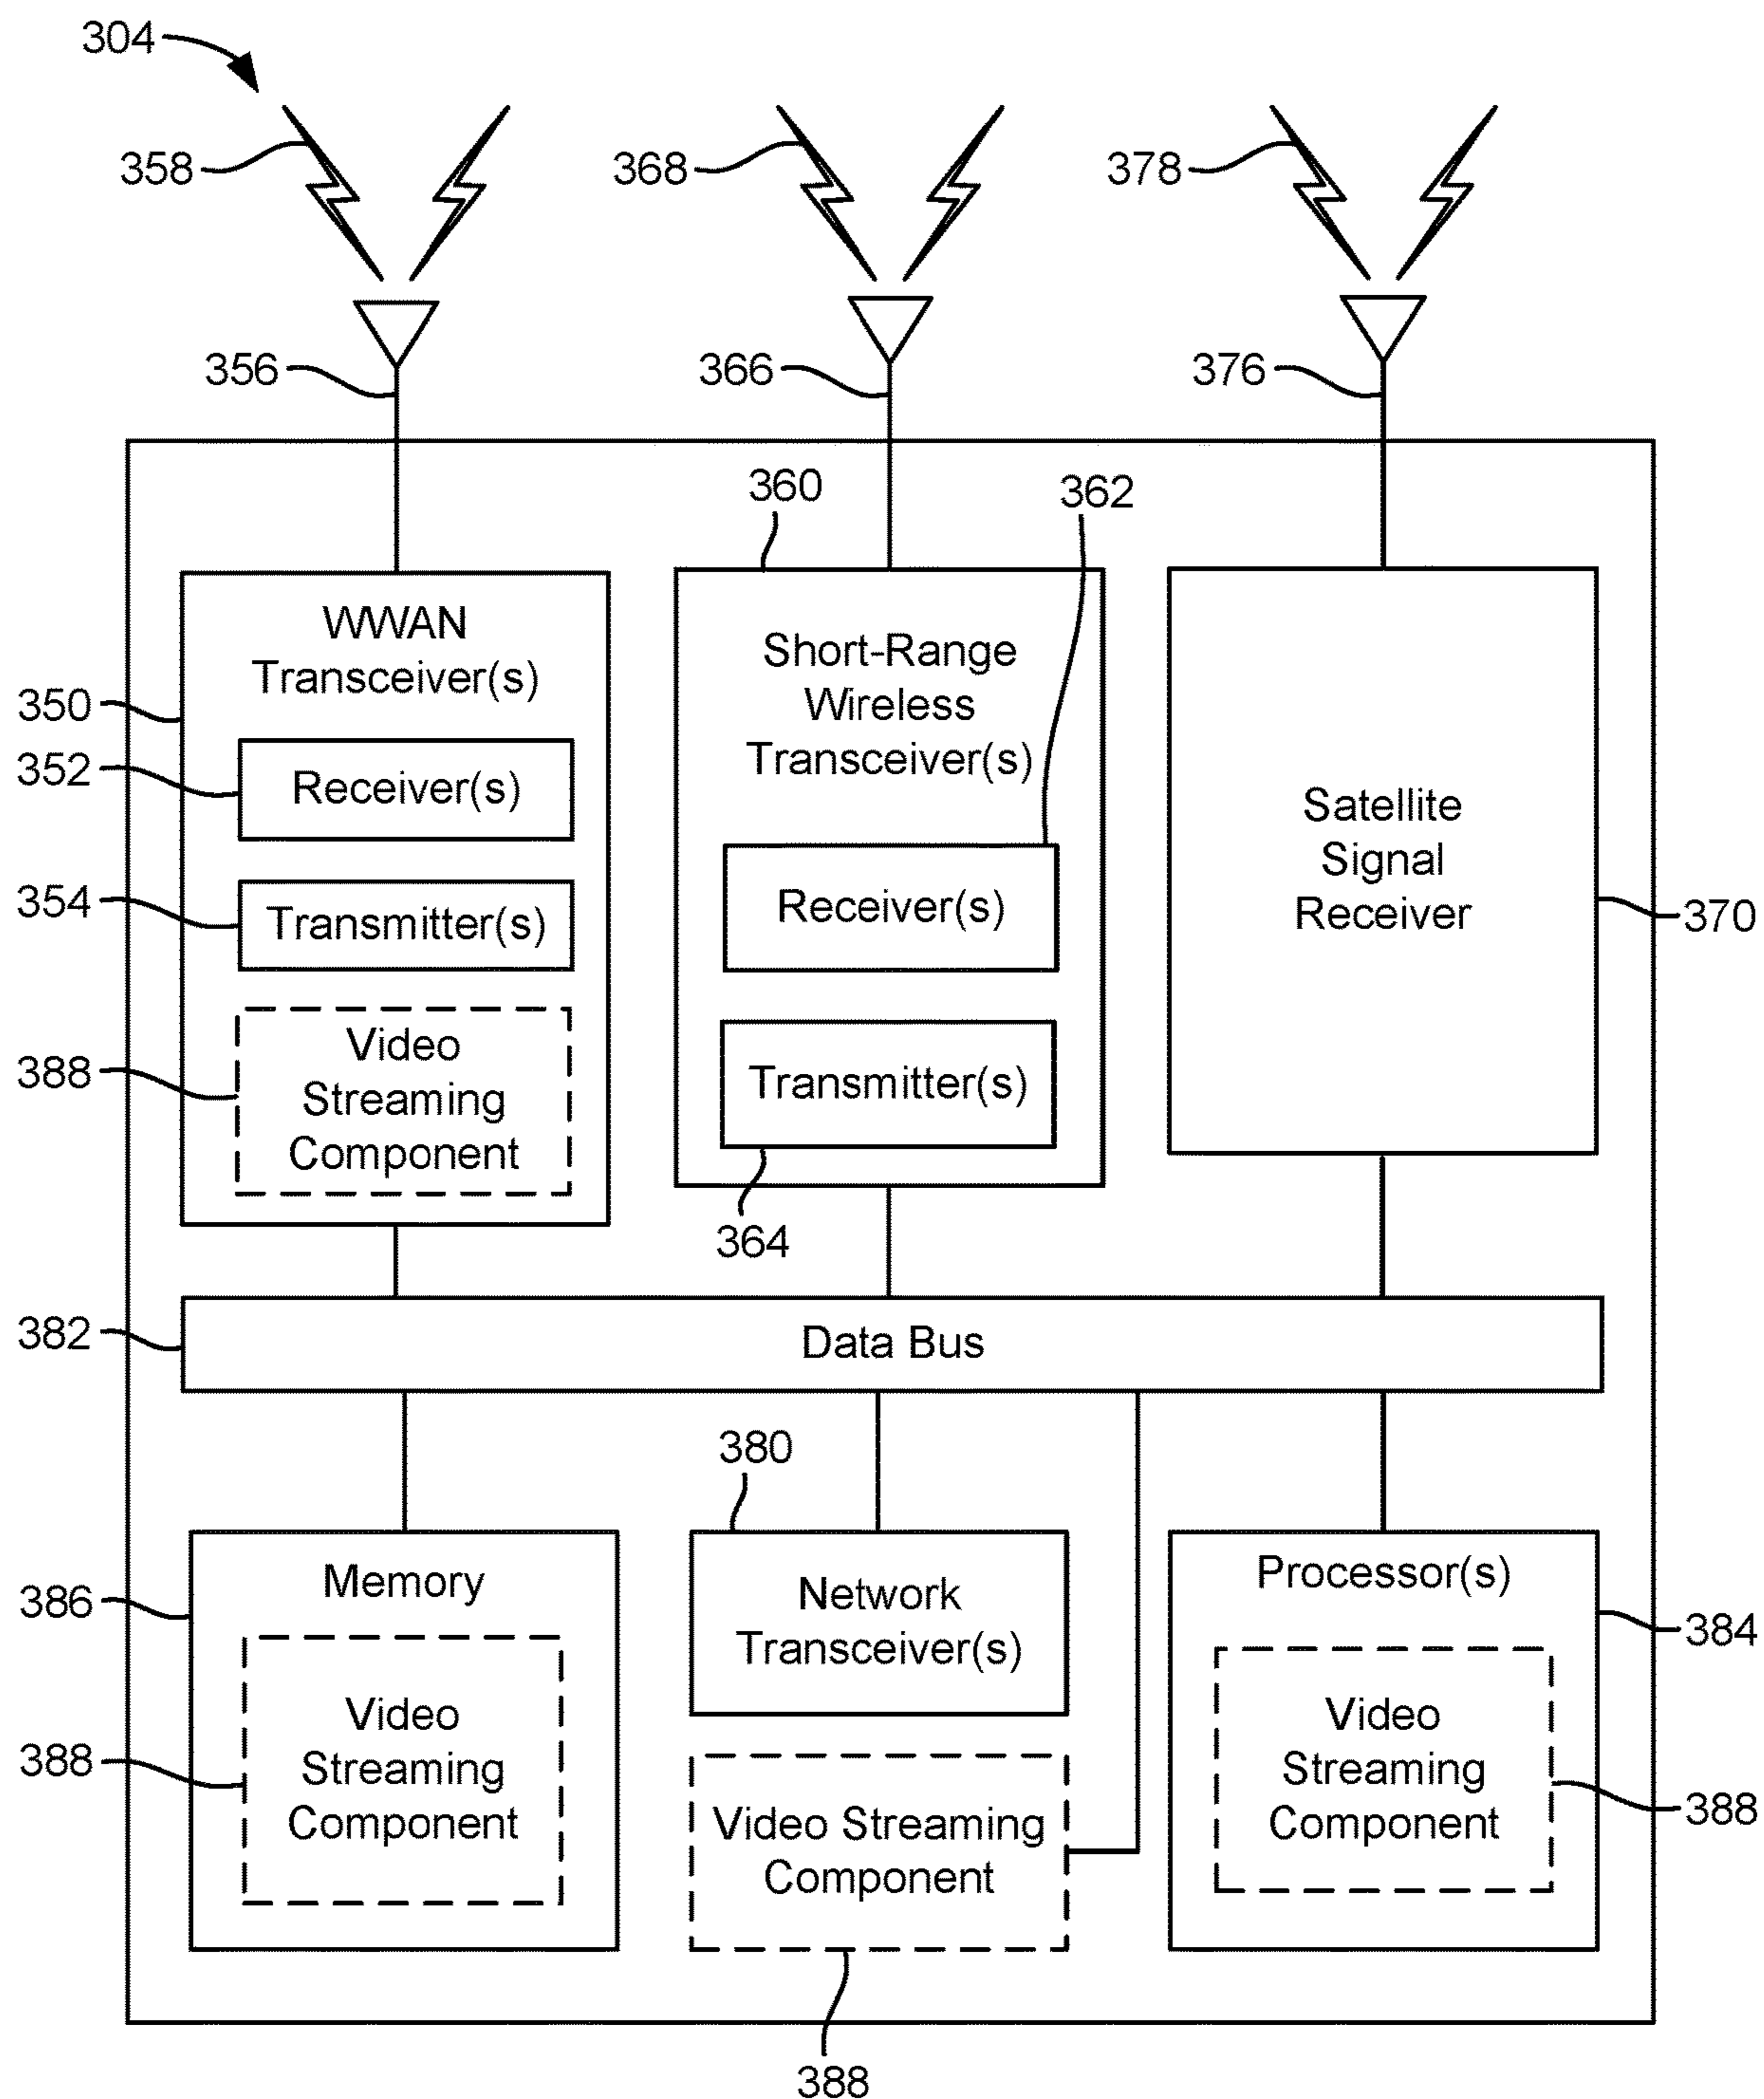 304
358
368
378
356
366
376
360
362
WWAN
Transceiver(s)
350
352
Receiver(s)
354
Transmitter(s)
388
Video
Streaming
Component
Short-Range
Wireless
Transceiver(s)
Receiver(s)
Transmitter(s)
364
Satellite
Signal
Receiver
370
382
Data Bus
380
386
Memory
388
Video
Streaming
Component
Network
Transceiver(s)
Video Streaming
Component
388
Processor(s)
384
Video
Streaming
Component
388